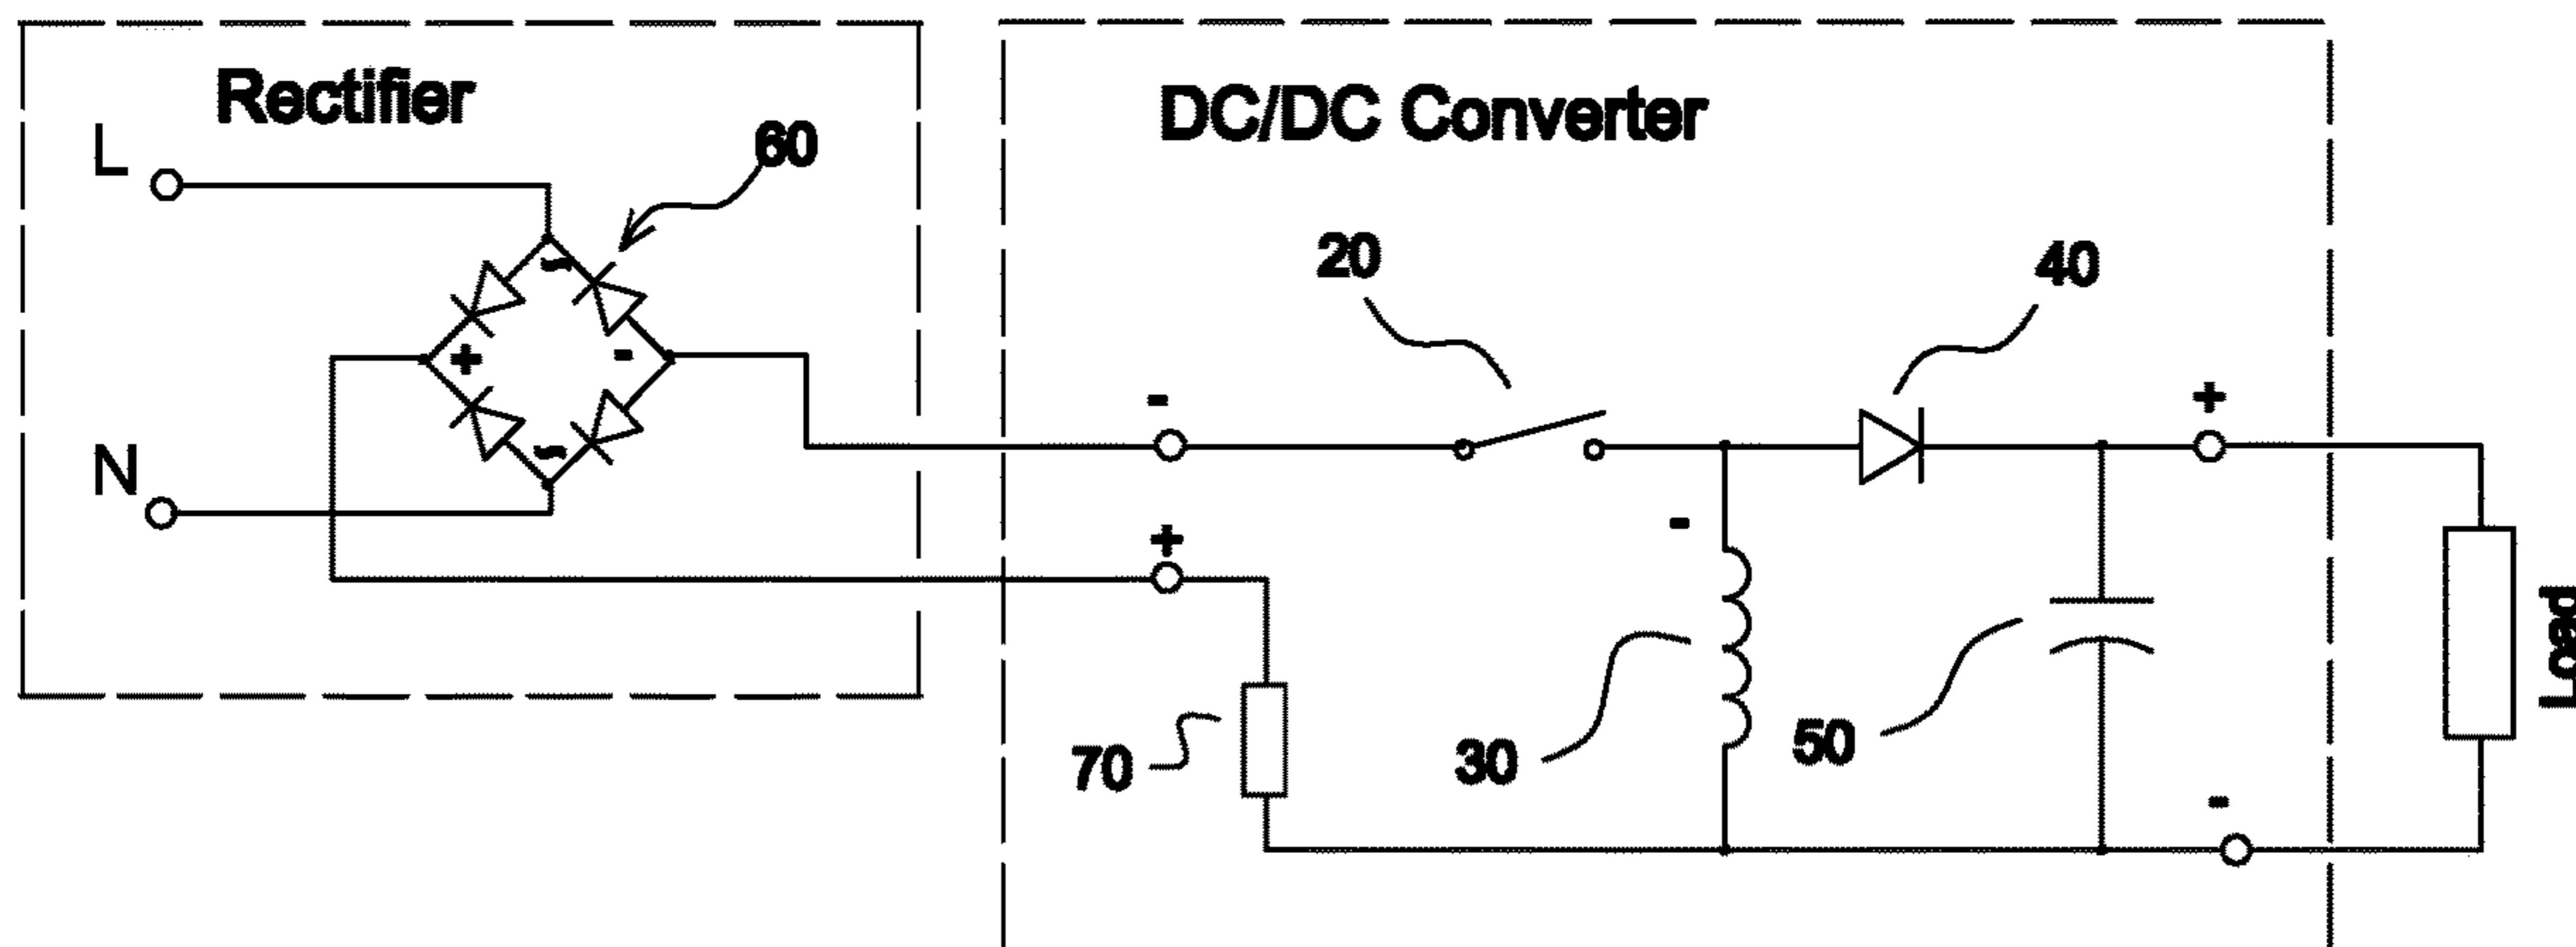 Rectifier
DC/DC Converter
L
60
20
40
+
-
-
+
N
-
+
-
70
30
50
-
Load